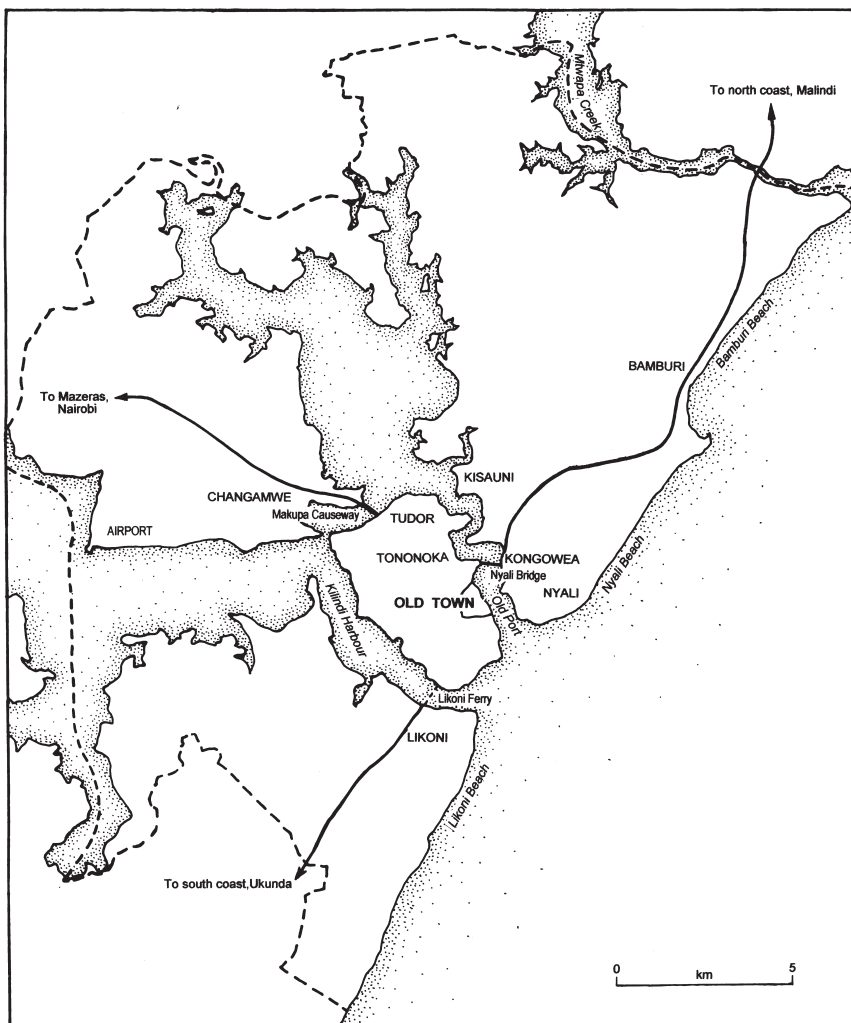 Mtwapa Creek
To north coast, Malindi
Bamburi Beach
BAMBURI
To Mazeras,
Nairobi
KISAUNI
CHANGAMWE
Makupa Causeway
TUDOR
AIRPORT
TONONOKA
KONGOWEA
Nyali Bridge
Nyali Beach
NYALI
OLD TOWN
Old Port
Kilindi Harbour
Likoni Ferry
LIKONI
Likoni Beach
To south coast,Ukunda
0 5
km